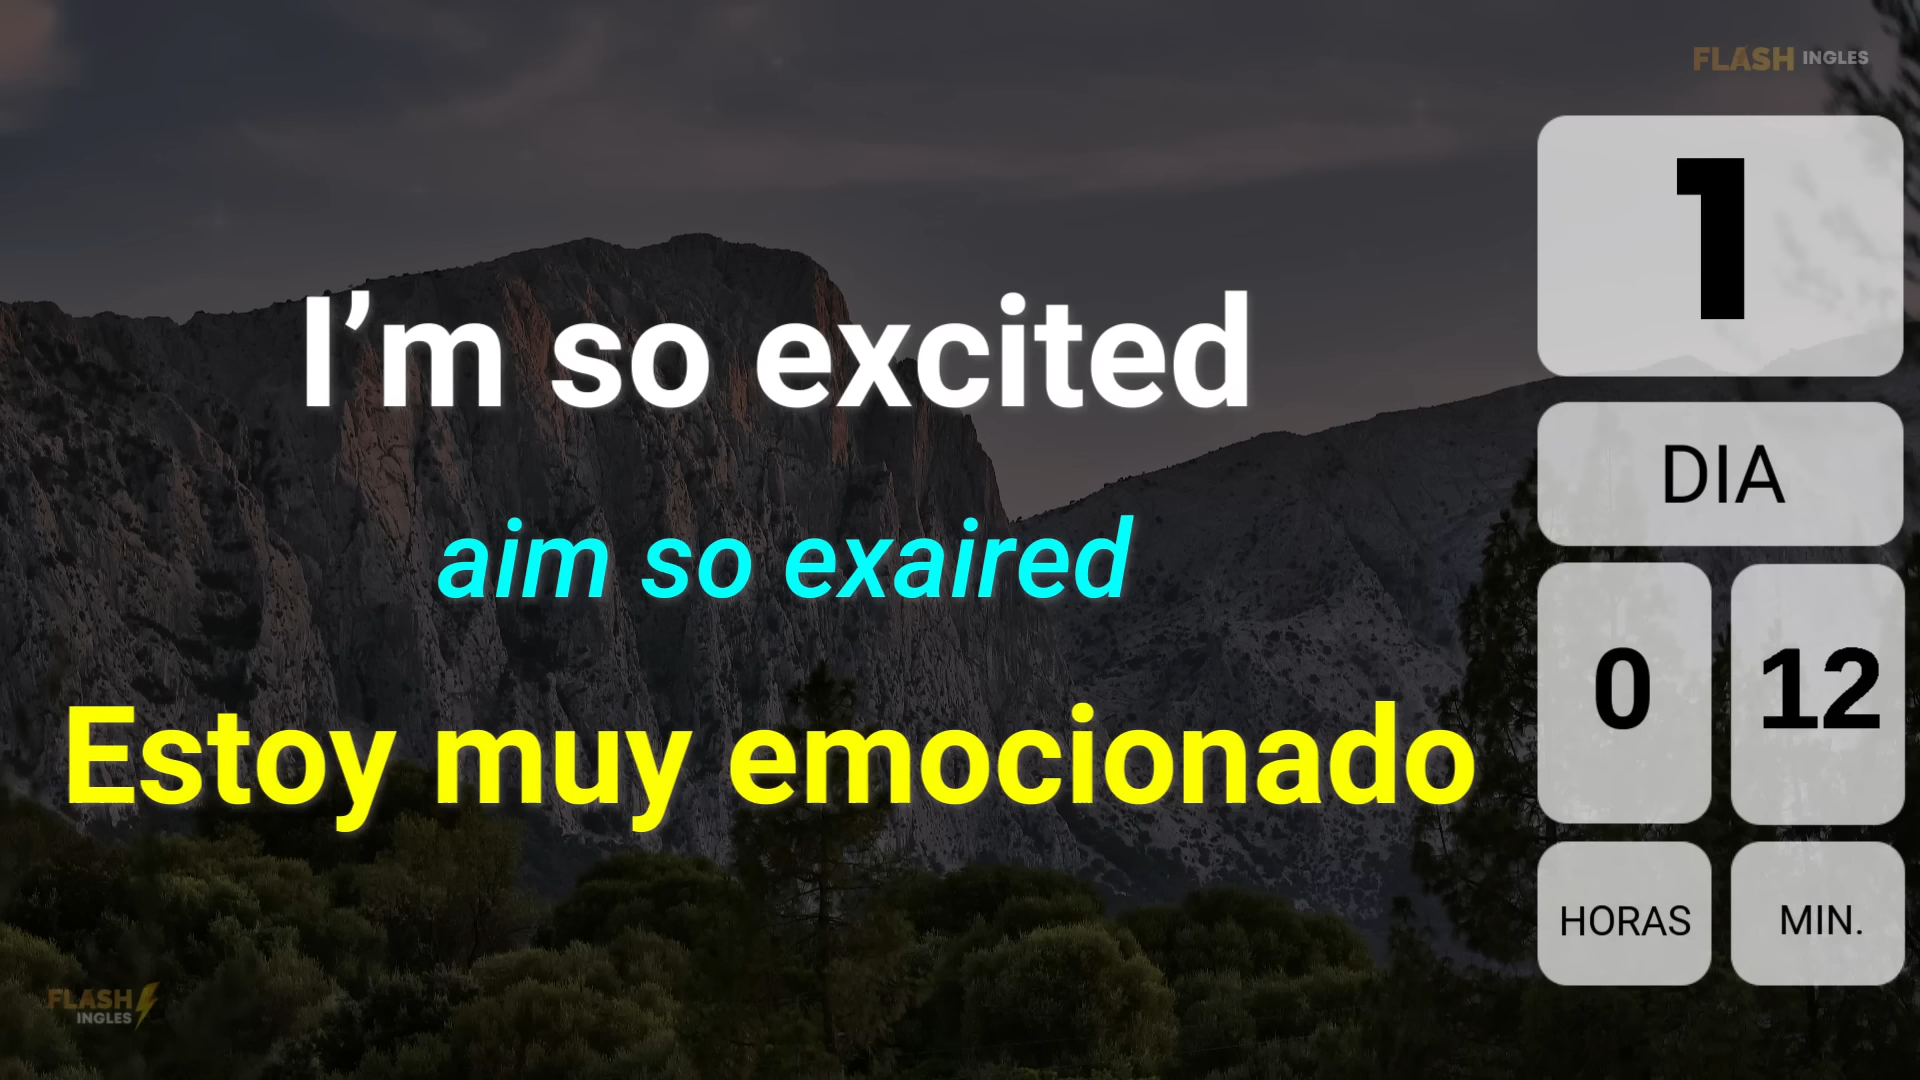 FLASH INGLES
I’m so excited
aim so exaired
Estoy muy emocionado
1
DIA
0 12
HORAS MIN.
FLASH
INGLES